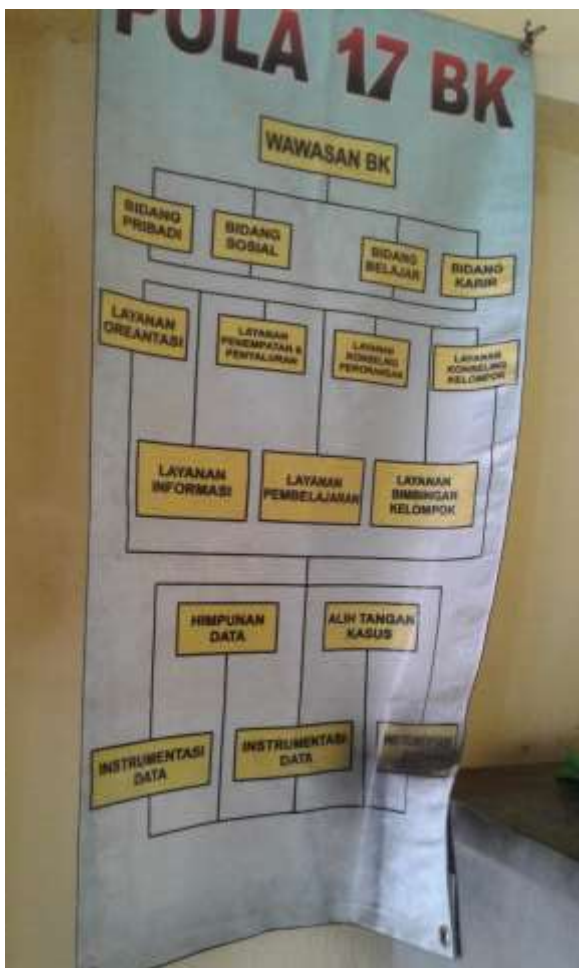 POLA 17 BK
WAWASAN BK
BIDANG
PRIBADI
BIDANG
SOSIAL
BIDANG
BELAJAR
BIDANG
KARIR
LAYANAN
OREANTASI
LAYANAN
PENEMPATAN &
PENYALURAN
LAYANAN
KONSELING
PERORANGAN
LAYANAN
KONSELING
KELOMPOK
LAYANAN
INFORMASI
LAYANAN
PEMBELAJARAN
LAYANAN
BIMBINGAN
KELOMPOK
HIMPUNAN
DATA
ALIH TANGAN
KASUS
INSTRUMENTASI
DATA
INSTRUMENTASI
DATA